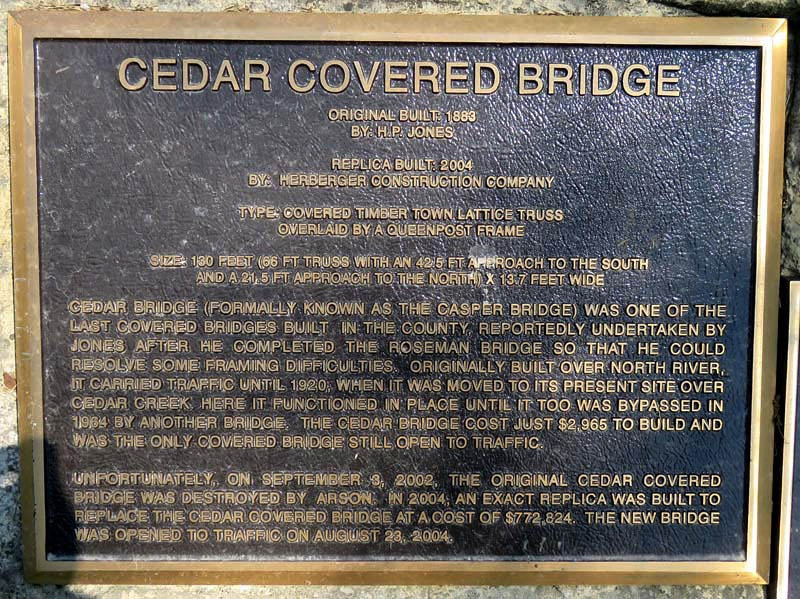 CEDAR COVERED BRIDGE
ORIGINAL BUILT: 1883
BY: H.P. JONES
REPLICA BUILT: 2004
BY: HERBERGER CONSTRUCTION COMPANY
TYPE: COVERED TIMBER TOWN LATTICE TRUSS
OVERLAID BY A QUEENPOST FRAME
SIZE: 130 FEET (66 FT TRUSS WITH AN 42.5 FT APPROACH TO THE SOUTH
AND A 21.5 FT APPROACH TO THE NORTH) X 13.7 FEET WIDE
CEDAR BRIDGE (FORMALLY KNOWN AS THE CASPER BRIDGE) WAS ONE OF THE
LAST COVERED BRIDGES BUILT IN THE COUNTY, REPORTEDLY UNDERTAKEN BY
JONES AFTER HE COMPLETED THE ROSEMAN BRIDGE SO THAT HE COULD
RESOLVE SOME FRAMING DIFFICULTIES. ORIGINALLY BUILT OVER NORTH RIVER,
IT CARRIED TRAFFIC UNTIL 1920, WHEN IT WAS MOVED TO ITS PRESENT SITE OVER
CEDAR CREEK. HERE IT FUNCTIONED IN PLACE UNTIL IT TOO WAS BYPASSED IN
1964 BY ANOTHER BRIDGE. THE CEDAR BRIDGE COST JUST $2,965 TO BUILD AND
WAS THE ONLY COVERED BRIDGE STILL OPEN TO TRAFFIC.
UNFORTUNATELY, ON SEPTEMBER 3, 2002, THE ORIGINAL CEDAR COVERED
BRIDGE WAS DESTROYED BY ARSON. IN 2004, AN EXACT REPLICA WAS BUILT TO
REPLACE THE CEDAR COVERED BRIDGE AT A COST OF $772,824. THE NEW BRIDGE
WAS OPENED TO TRAFFIC ON AUGUST 23, 2004.